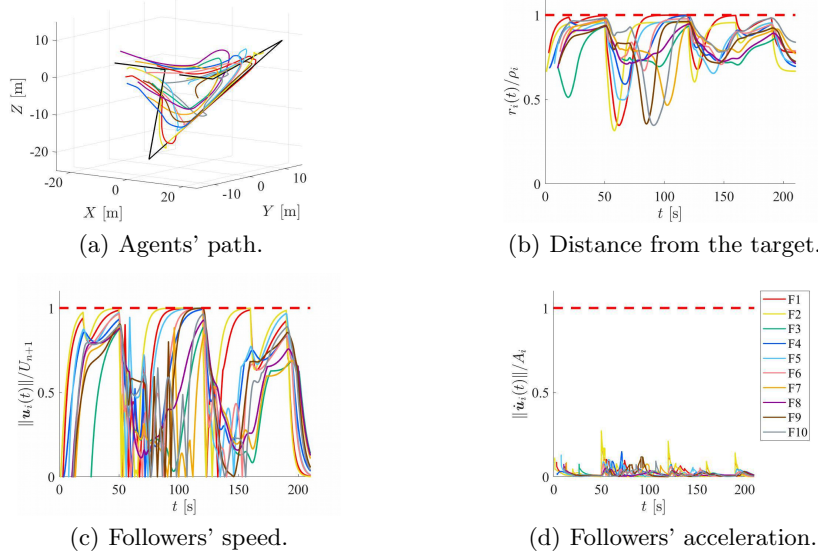 10
0
-10
-20
Z [m]
-20
0
20
X [m]
-10
0
10
Y [m]
(a) Agents' path.
1
0.5
0
r_i(t)/ρ_i
0
50
100
150
200
t [s]
(b) Distance from the target.
1
0.5
0
||u_i(t)||/U_{n+1}
0
50
100
150
200
t [s]
(c) Followers' speed.
1
0.5
0
||u̇_i(t)||/A_i
0
50
100
150
200
t [s]
F1
F2
F3
F4
F5
F6
F7
F8
F9
F10
(d) Followers' acceleration.